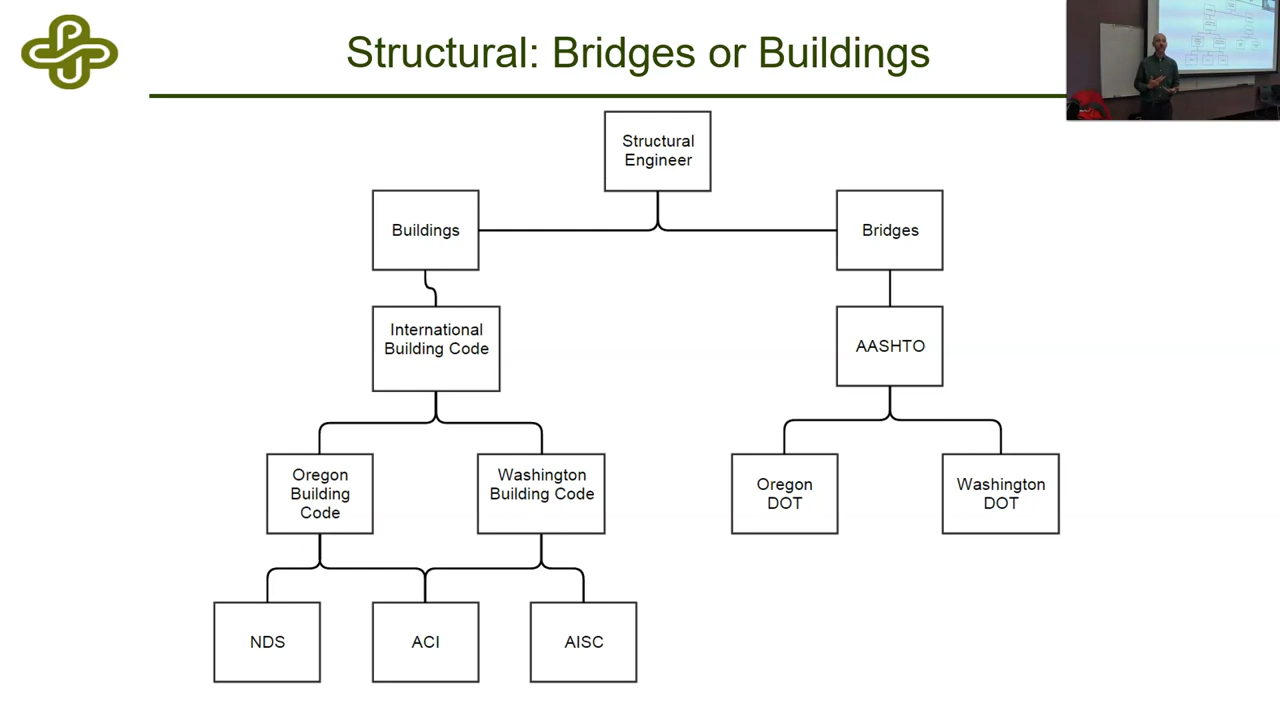 PSU
Structural: Bridges or Buildings
Structural
Engineer
Buildings
Bridges
International
Building Code
AASHTO
Oregon
Building
Code
Washington
Building Code
Oregon
DOT
Washington
DOT
NDS
ACI
AISC